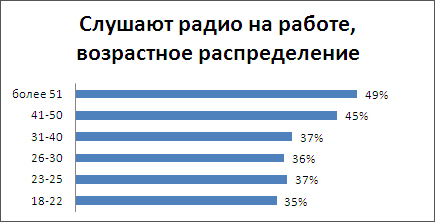 Слушают радио на работе,
возрастное распределение
более 51 49%
41-50 45%
31-40 37%
26-30 36%
23-25 37%
18-22 35%